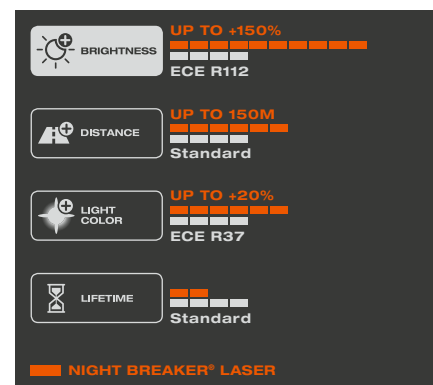 UP TO +150%
BRIGHTNESS
ECE R112
UP TO 150M
DISTANCE
Standard
UP TO +20%
LIGHT
COLOR
ECE R37
LIFETIME
Standard
NIGHT BREAKER® LASER